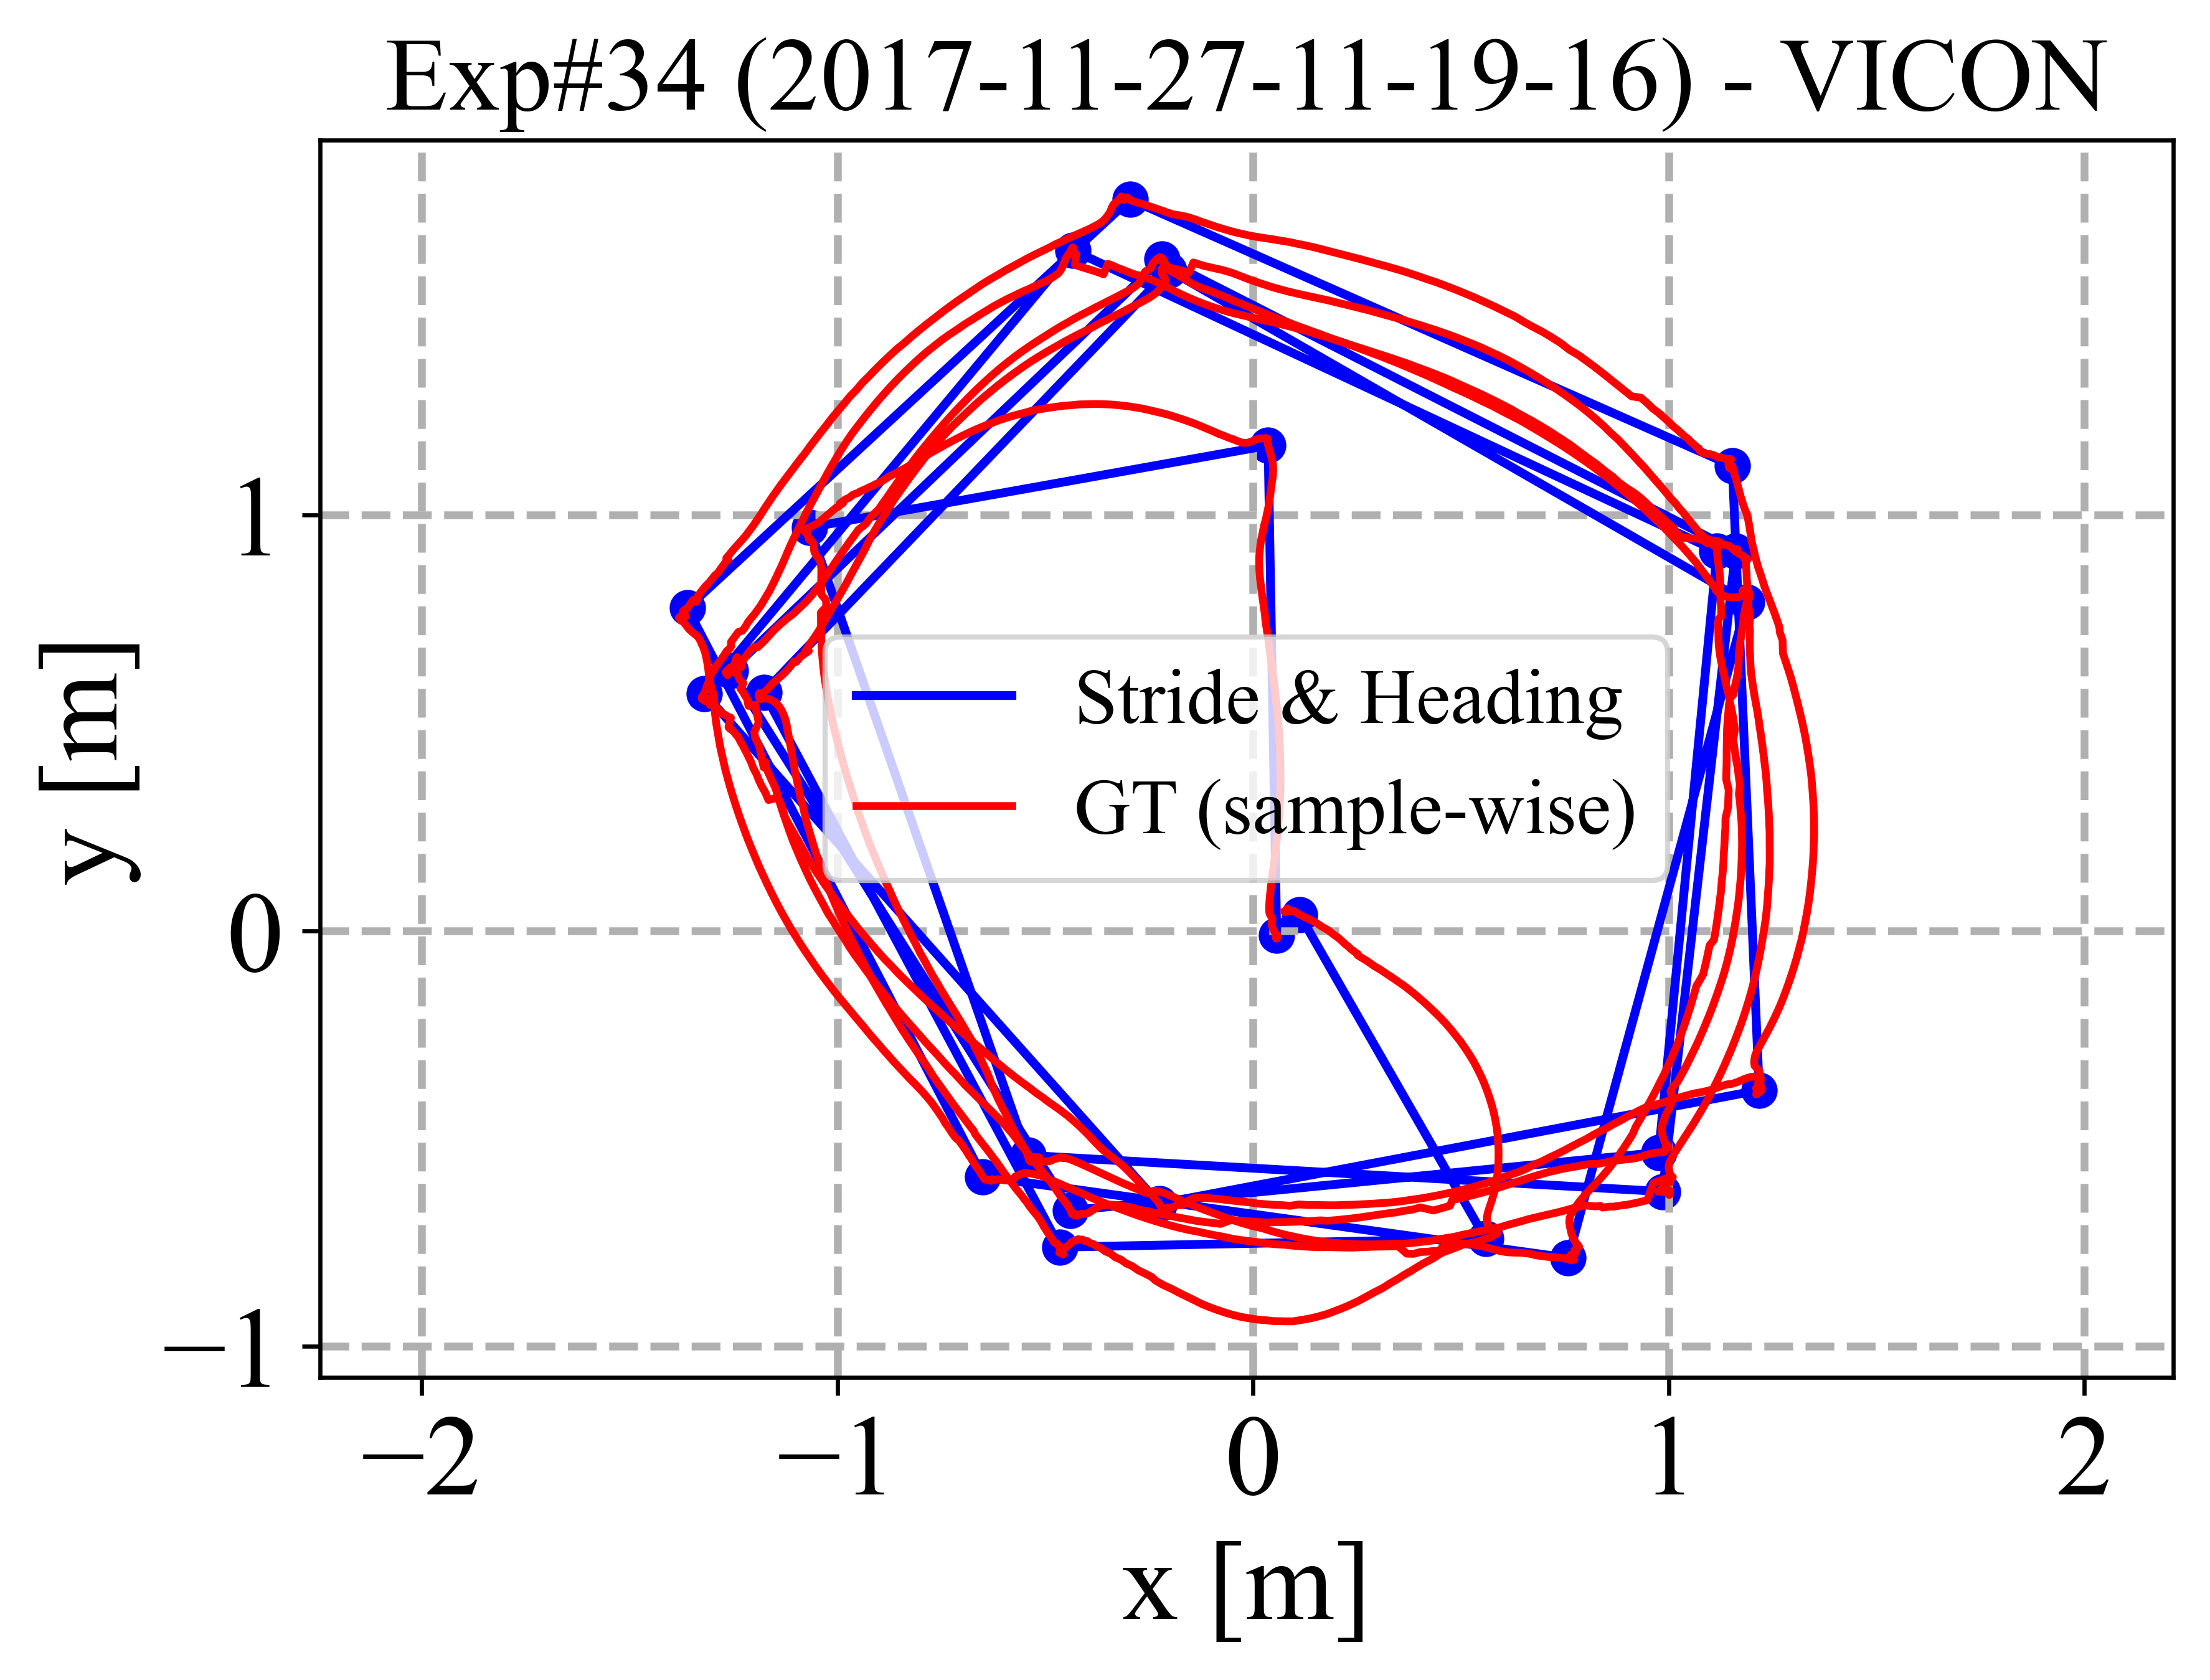 Exp#34 (2017-11-27-11-19-16) - VICON
y [m]
1
0
−1
Stride & Heading
GT (sample-wise)
−2 −1 0 1 2
x [m]